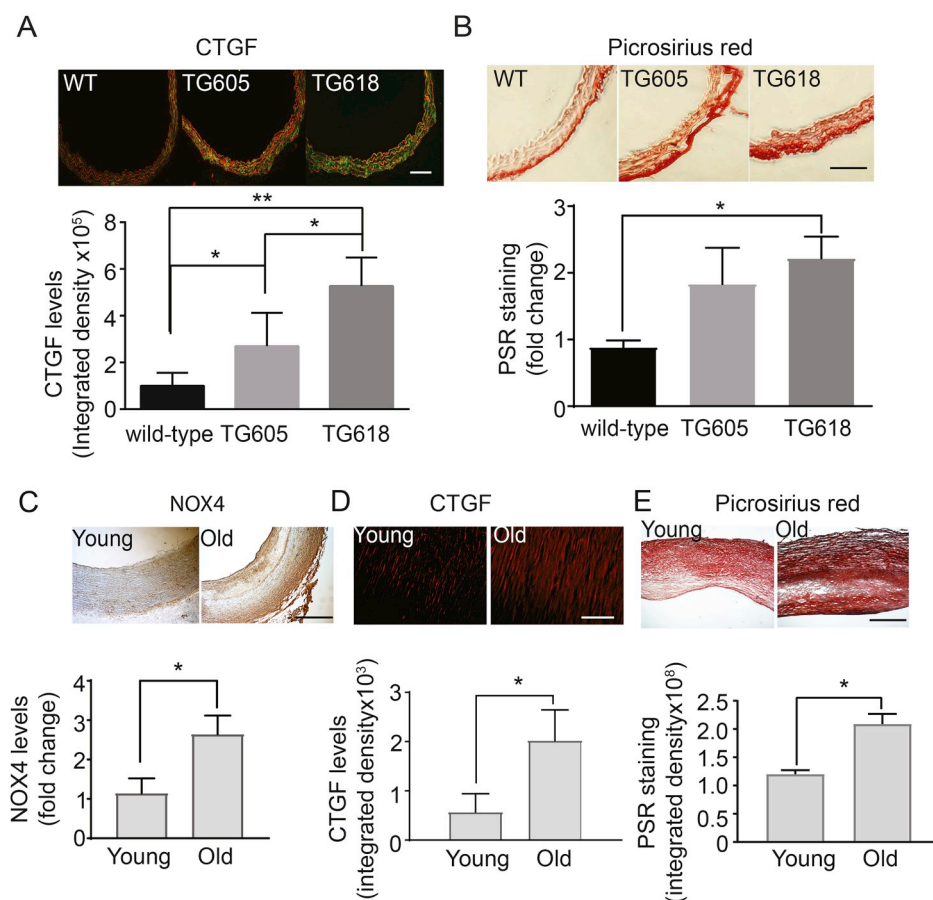 A
CTGF
WT
TG605
TG618
CTGF levels
(Integrated density x10⁵)
8
6
4
2
0
**
*
*
wild-type
TG605
TG618
B
Picrosirius red
WT
TG605
TG618
PSR staining
(fold change)
3
2
1
0
*
wild-type
TG605
TG618
C
NOX4
Young
Old
NOX4 levels
(fold change)
4
3
2
1
0
*
Young
Old
D
CTGF
Young
Old
CTGF levels
(integrated densityx10³)
3
2
1
0
*
Young
Old
E
Picrosirius red
Young
Old
PSR staining
(integrated densityx10⁸)
2.5
2.0
1.0
1.5
0
*
Young
Old